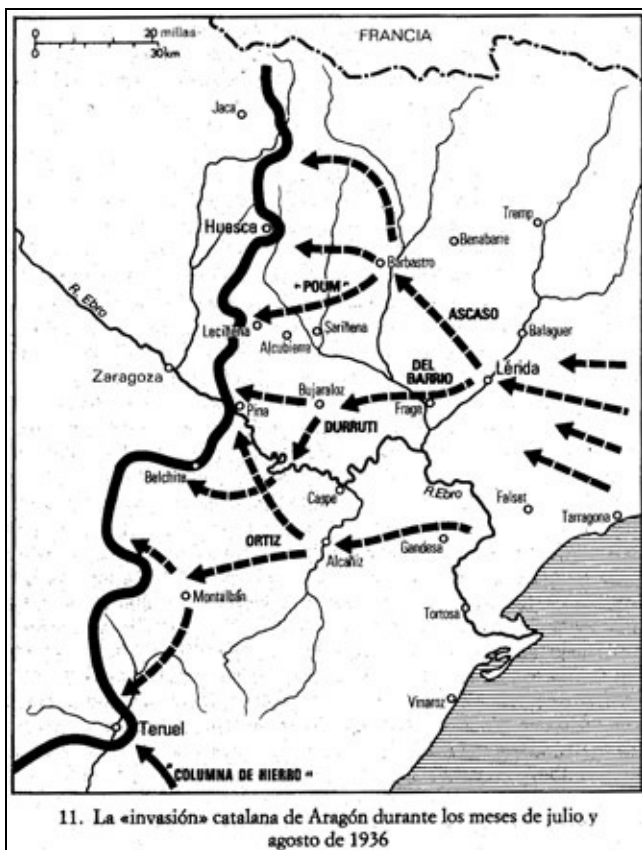 0 20 millas
30km
FRANCIA
Jaca
Tremp
Huesca
Benabarre
Barbastro
R. Ebro
"POUM"
ASCASO
Leciñena
Sariñena
Alcubierre
Balaguer
DEL
BARRIO
Lérida
Zaragoza
Bujaraloz
Pina
Fraga
DURRUTI
Belchite
Caspe
R. Ebro
Falset
Tarragona
ORTIZ
Gandesa
Alcañiz
Montalbán
Tortosa
Vinaroz
Teruel
"COLUMNA DE HIERRO"
11. La «invasión» catalana de Aragón durante los meses de julio y
agosto de 1936